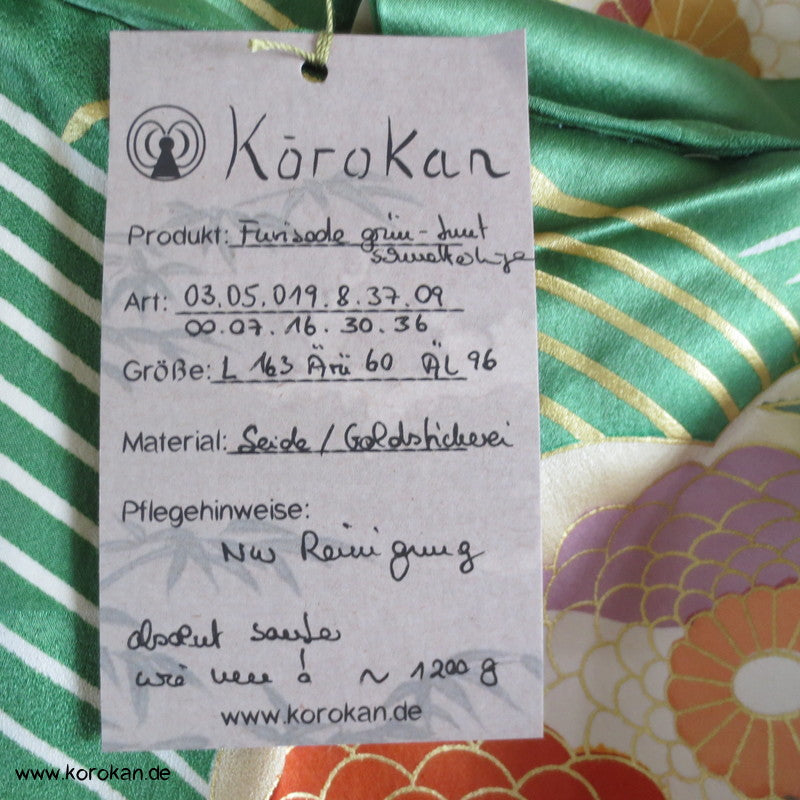 Kōrokan
Produkt: Furisode grün-bunt
schmetterlinge
Art: 03.05.019.8.37.09
00.07.16.30.36
Größe: L 163 Ärü 60 ÄL 96
Material: Seide / Goldstickerei
Pflegehinweise:
Nur Reinigung
absolut sauber
wie neu! ~ 1200 g
www.korokan.de
www.korokan.de